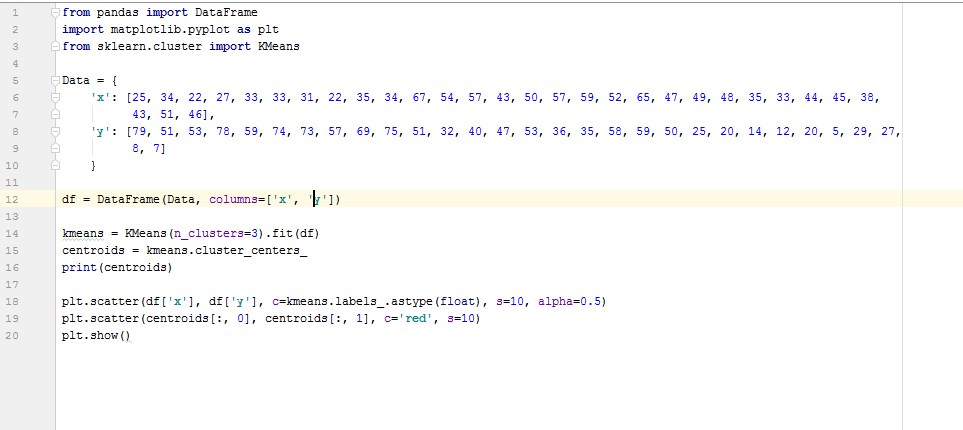 1 from pandas import DataFrame
2 import matplotlib.pyplot as plt
3 from sklearn.cluster import KMeans
4
5 Data = {
6 'x': [25, 34, 22, 27, 33, 33, 31, 22, 35, 34, 67, 54, 57, 43, 50, 57, 59, 52, 65, 47, 49, 48, 35, 33, 44, 45, 38,
7 43, 51, 46],
8 'y': [79, 51, 53, 78, 59, 74, 73, 57, 69, 75, 51, 32, 40, 47, 53, 36, 35, 58, 59, 50, 25, 20, 14, 12, 20, 5, 29, 27,
9 8, 7]
10 }
11
12 df = DataFrame(Data, columns=['x', 'y'])
13
14 kmeans = KMeans(n_clusters=3).fit(df)
15 centroids = kmeans.cluster_centers_
16 print(centroids)
17
18 plt.scatter(df['x'], df['y'], c=kmeans.labels_.astype(float), s=10, alpha=0.5)
19 plt.scatter(centroids[:, 0], centroids[:, 1], c='red', s=10)
20 plt.show()